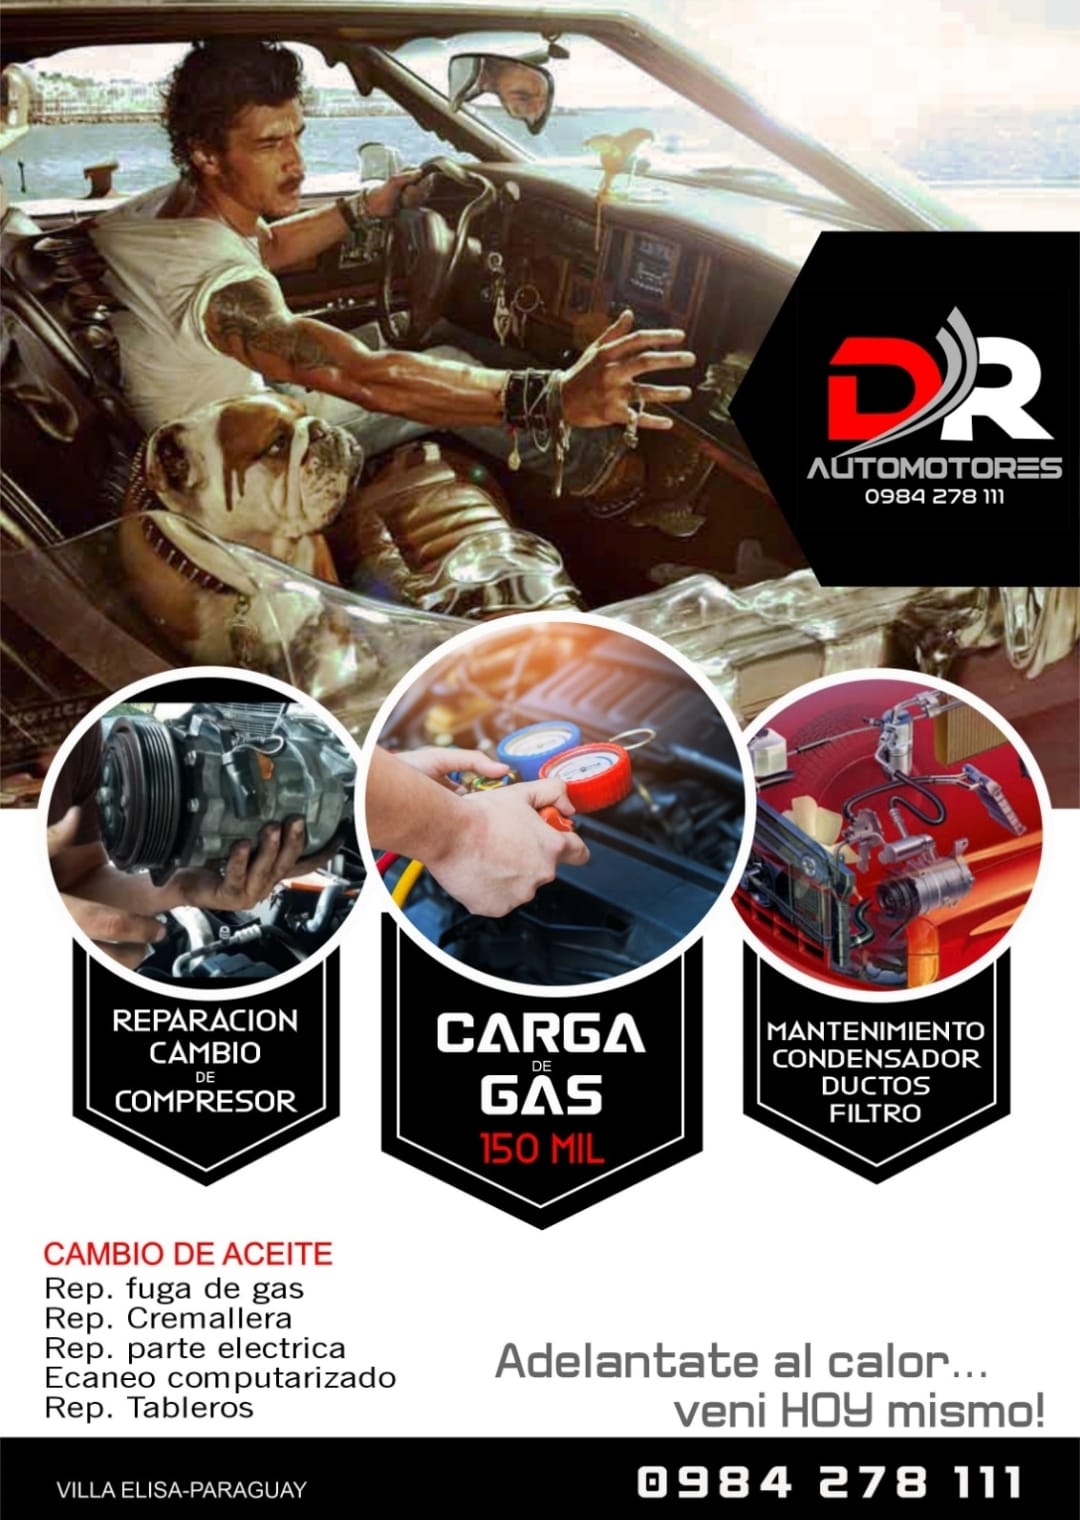 DR
AUTOMOTORES
0984 278 111
REPARACION
CAMBIO
DE
COMPRESOR
CARGA
DE
GAS
150 MIL
MANTENIMIENTO
CONDENSADOR
DUCTOS
FILTRO
CAMBIO DE ACEITE
Rep. fuga de gas
Rep. Cremallera
Rep. parte electrica
Ecaneo computarizado
Rep. Tableros
Adelantate al calor...
veni HOY mismo!
VILLA ELISA-PARAGUAY
0984 278 111